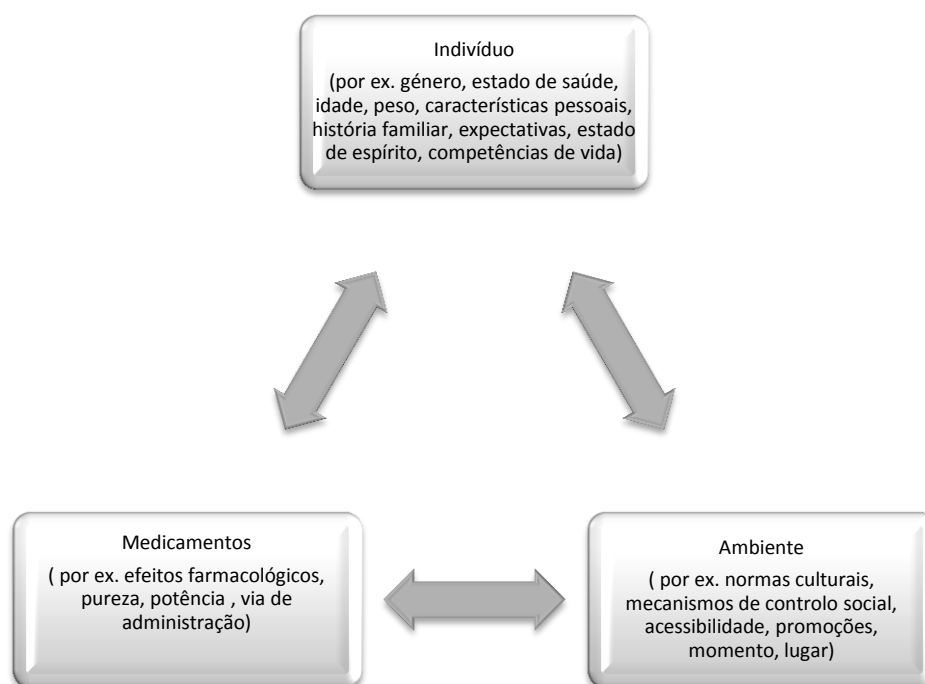 Indivíduo
(por ex. género, estado de saúde,
idade, peso, características pessoais,
história familiar, expectativas, estado
de espírito, competências de vida)
Medicamentos
( por ex. efeitos farmacológicos,
pureza, potência , via de
administração)
Ambiente
( por ex. normas culturais,
mecanismos de controlo social,
acessibilidade, promoções,
momento, lugar)